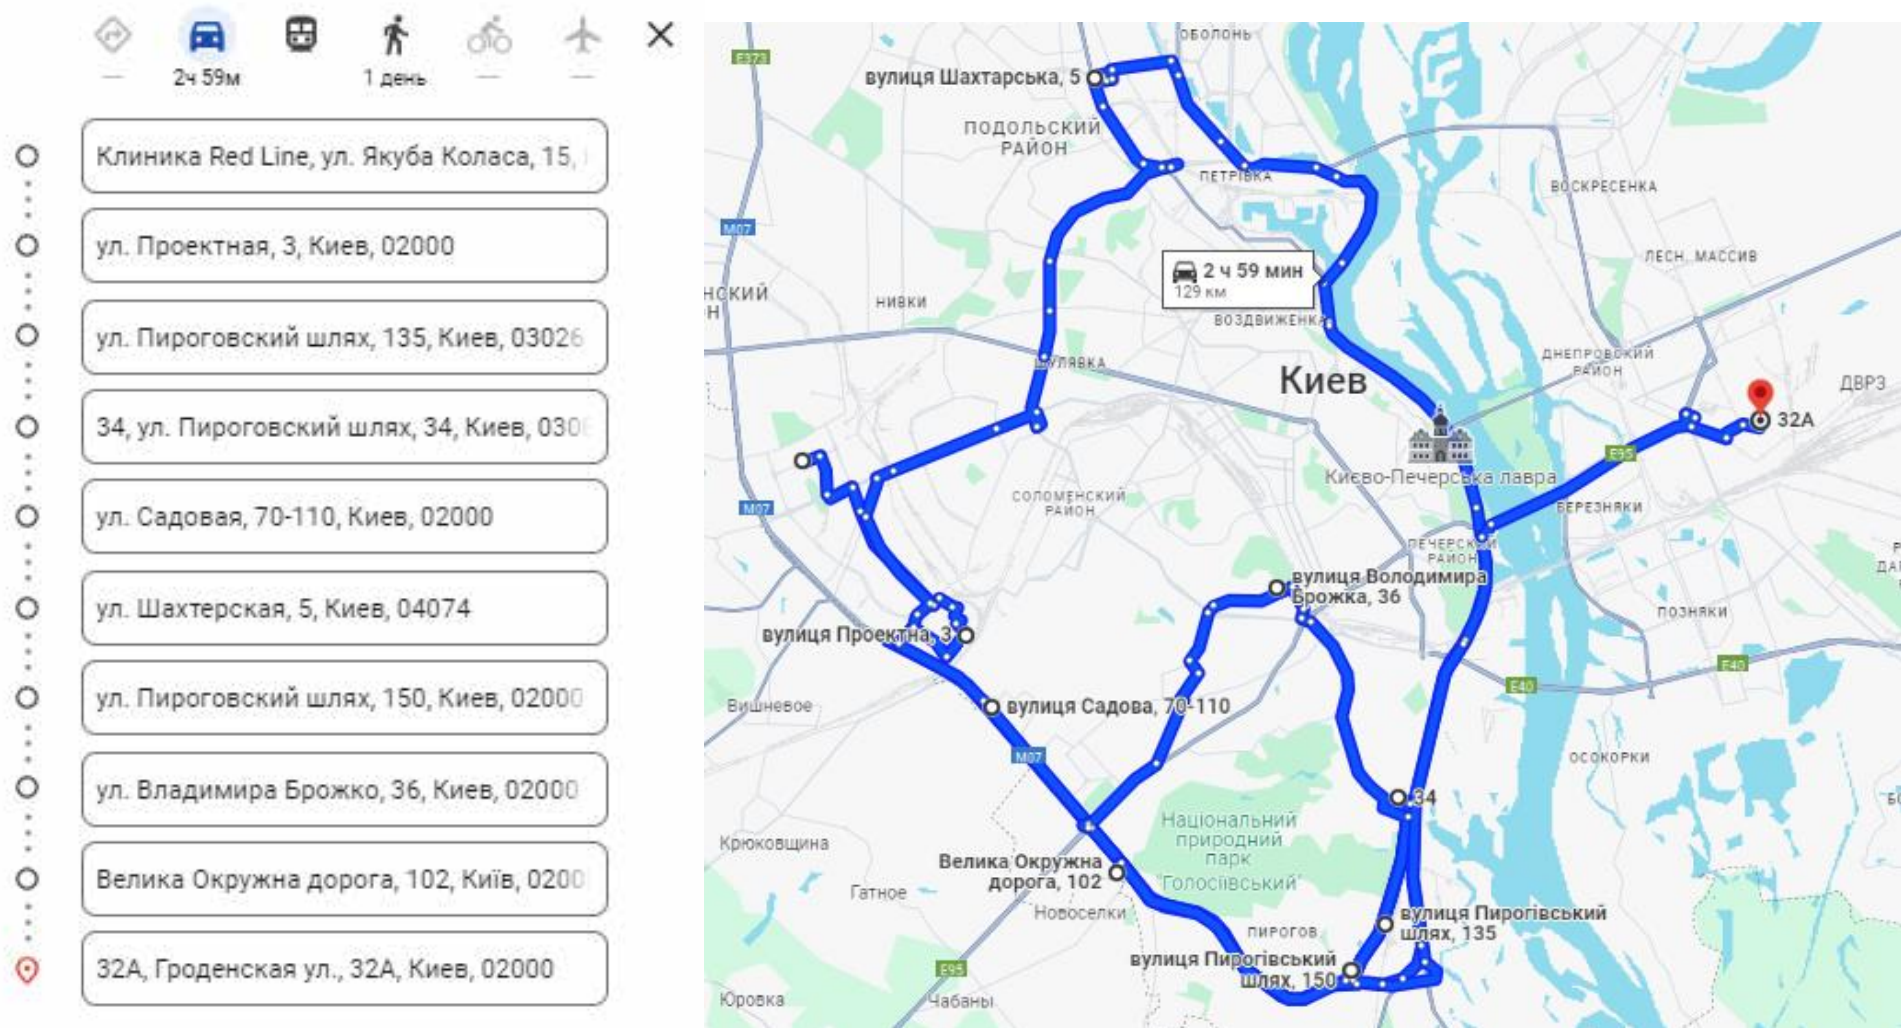 2ч 59м
1 день
Клиника Red Line, ул. Якуба Коласа, 15,
ул. Проектная, 3, Киев, 02000
ул. Пироговский шлях, 135, Киев, 03026
34, ул. Пироговский шлях, 34, Киев, 030
ул. Садовая, 70-110, Киев, 02000
ул. Шахтерская, 5, Киев, 04074
ул. Пироговский шлях, 150, Киев, 02000
ул. Владимира Брожко, 36, Киев, 02000
Велика Окружна дорога, 102, Київ, 0200
32А, Гроденская ул., 32А, Киев, 02000
ОБОЛОНЬ
E373
вулиця Шахтарська, 5
ПОДОЛЬСКИЙ
РАЙОН
ПЕТРІВКА
ВОСКРЕСЕНКА
M07
ЛЕСН. МАССИВ
2 ч 59 мин
129 км
НСКИЙ
Н
НИВКИ
ВОЗДВИЖЕНКА
ШУЛЯВКА
ДНЕПРОВСКИЙ
РАЙОН
Киев
ДВРЗ
32А
E95
Києво-Печерська лавра
СОЛОМЕНСКИЙ
РАЙОН
M07
БЕРЕЗНЯКИ
ПЕЧЕРСКИЙ
РАЙОН
вулиця Володимира
Брожка, 36
ПОЗНЯКИ
вулиця Проектна, 3
E40
E40
Вишневое
вулиця Садова, 70-110
M07
ОСОКОРКИ
34
Національний
природний
парк
"Голосіївський"
Крюковщина
Велика Окружна
дорога, 102
Гатное
Новоселки
вулиця Пирогівський
шлях, 135
ПИРОГОВ
вулиця Пирогівський
шлях, 150
E95
Юровка
Чабаны